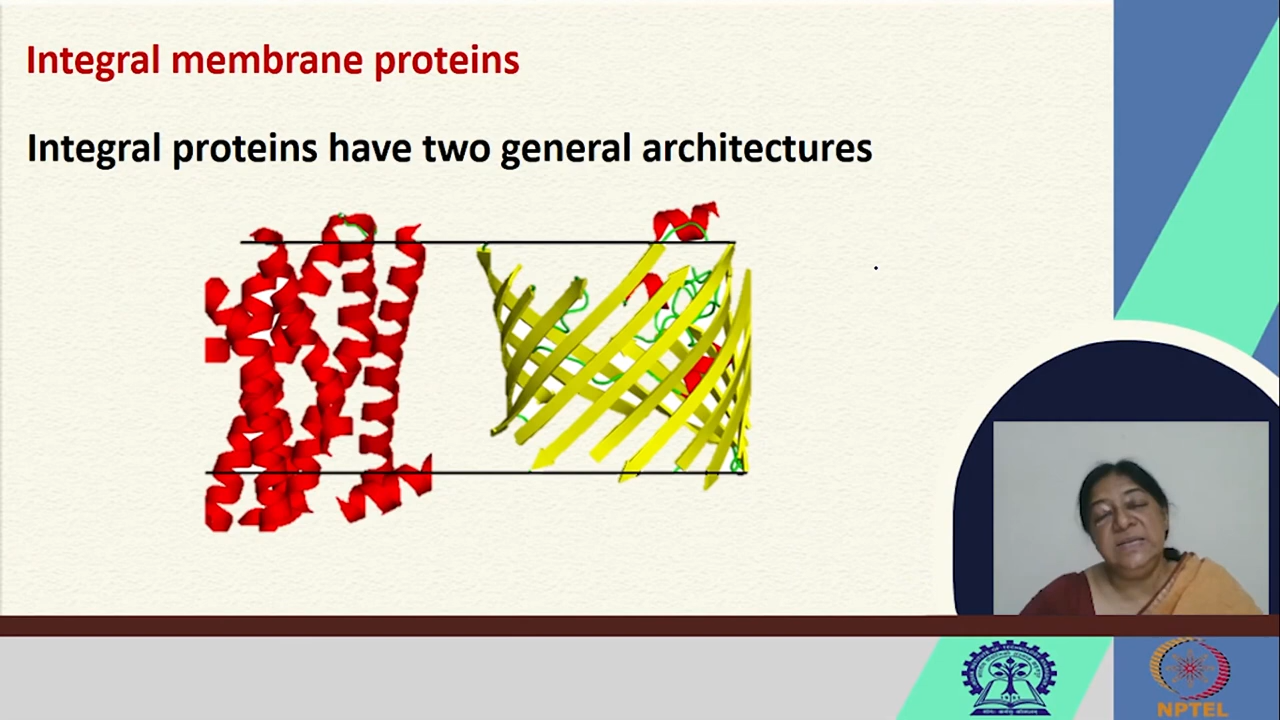 Integral membrane proteins
Integral proteins have two general architectures
NPTEL